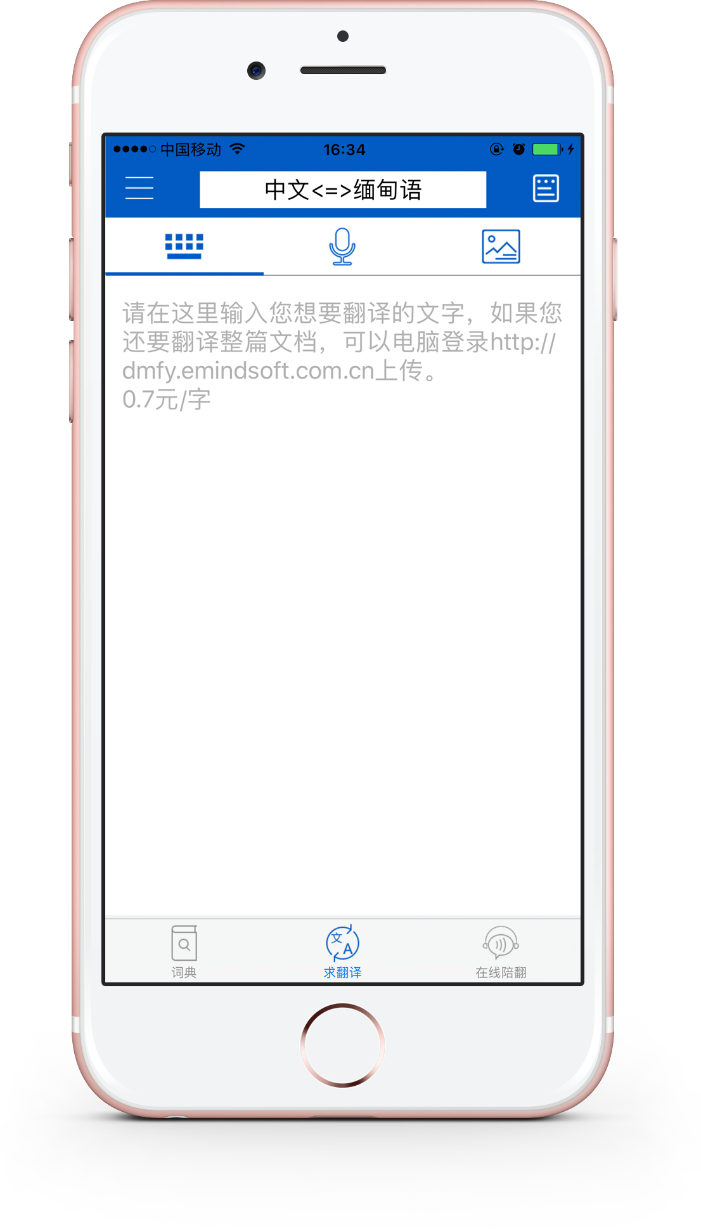 中国移动
16:34
中文<=>缅甸语
请在这里输入您想要翻译的文字，如果您
还要翻译整篇文档，可以电脑登录http://
dmfy.emindsoft.com.cn上传。
0.7元/字
文
A
词典
求翻译
在线陪翻